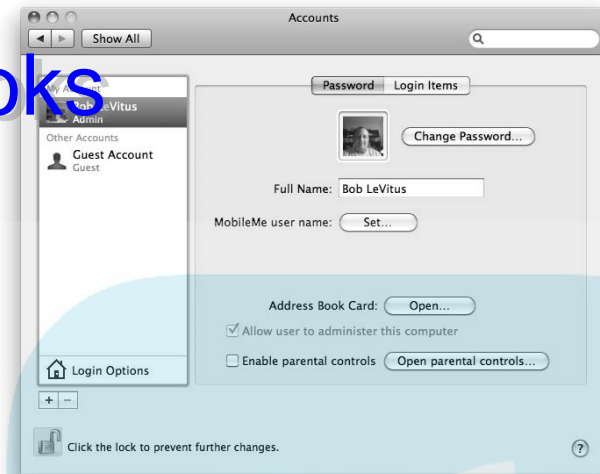 Accounts
Show All
oks
My Account
Bob LeVitus
Admin
Other Accounts
Guest Account
Guest
Login Options
Password Login Items
Change Password...
Full Name: Bob LeVitus
MobileMe user name: Set...
Address Book Card: Open...
Allow user to administer this computer
Enable parental controls Open parental controls...
+ −
Click the lock to prevent further changes.
?